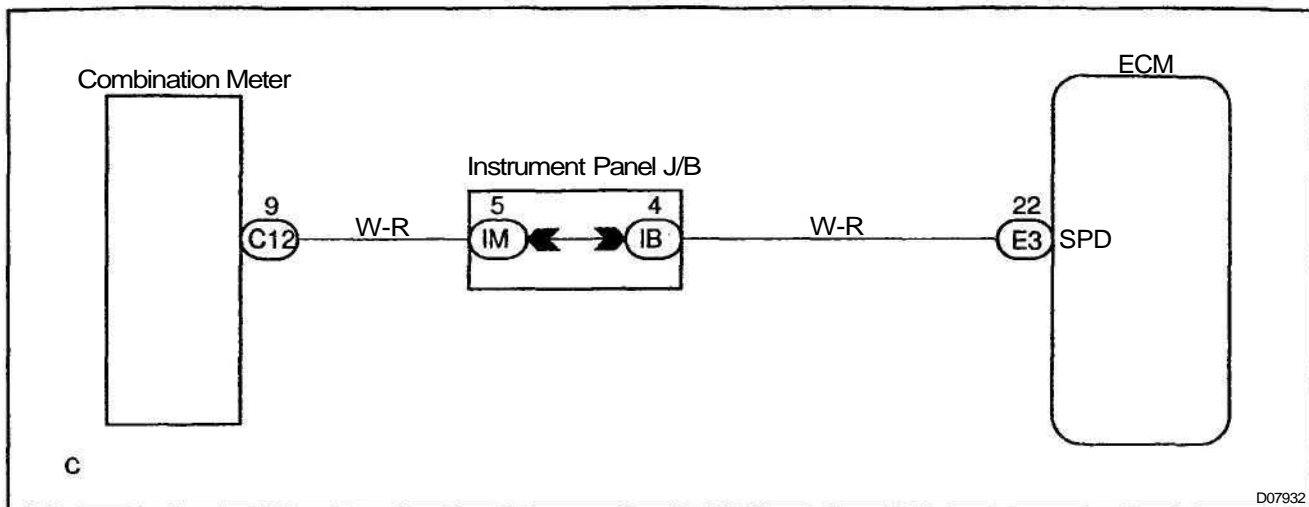 Combination Meter
ECM
Instrument Panel J/B
9
C12
W-R
5
IM
4
IB
W-R
22
E3
SPD
C
D07932